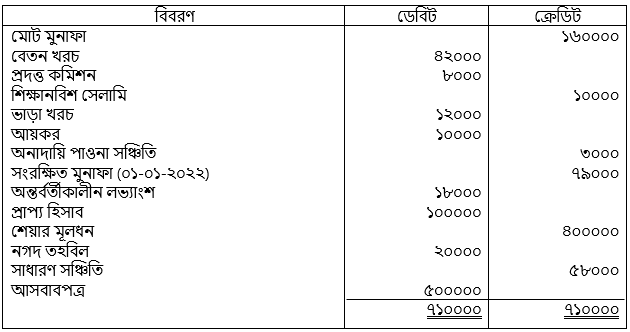 বিবরণ ডেবিট ক্রেডিট
মোট মুনাফা ১৬০০০০
বেতন খরচ ৪২০০০
প্রদত্ত কমিশন ৮০০০
শিক্ষানবিশ সেলামি ১০০০০
ভাড়া খরচ ১২০০০
আয়কর ১০০০০
অনাদায়ি পাওনা সঞ্চিতি ৩০০০
সংরক্ষিত মুনাফা (০১-০১-২০২২) ৭৯০০০
অন্তর্বর্তীকালীন লভ্যাংশ ১৮০০০
প্রাপ্য হিসাব ১০০০০০
শেয়ার মূলধন ৪০০০০০
নগদ তহবিল ২০০০০
সাধারণ সঞ্চিতি ৫৮০০০
আসবাবপত্র ৫০০০০০
৭১০০০০ ৭১০০০০